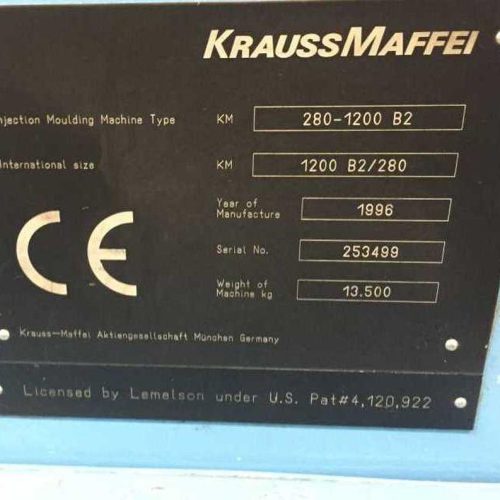 KRAUSSMAFFEI
njection Moulding Machine Type KM 280-1200 B2
International size KM 1200 B2/280
Year of
Manufacture 1996
Serial No. 253499
Weight of
Machine kg 13.500
CE
Krauss-Maffei Aktiengesellschaft München Germany
Licensed by Lemelson under U.S. Pat#4,120,922